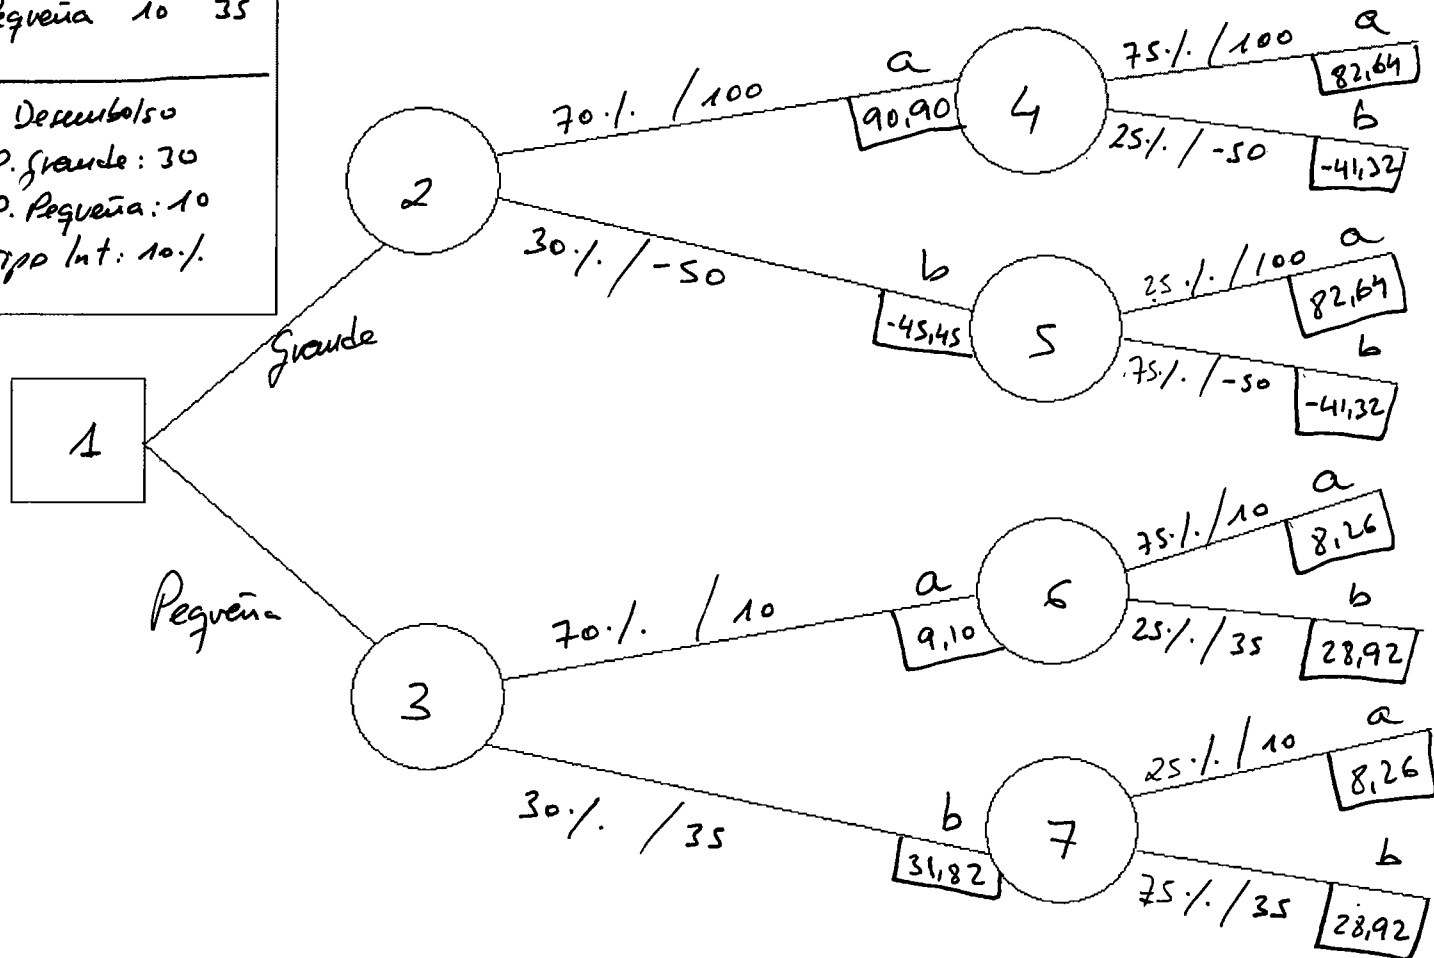 10 35
Desembolso
grande: 30
Pequeña: 10
Int: 10%
1
Grande
Pequeña
2
70% / 100
a
90,90
30% / -50
b
-45,45
4
75% / 100
a
82,64
25% / -50
b
-41,32
5
25% / 100
a
82,64
75% / -50
b
-41,32
3
70% / 10
a
9,10
30% / 35
b
31,82
6
75% / 10
a
8,26
25% / 35
b
28,92
7
25% / 10
a
8,26
75% / 35
b
28,92